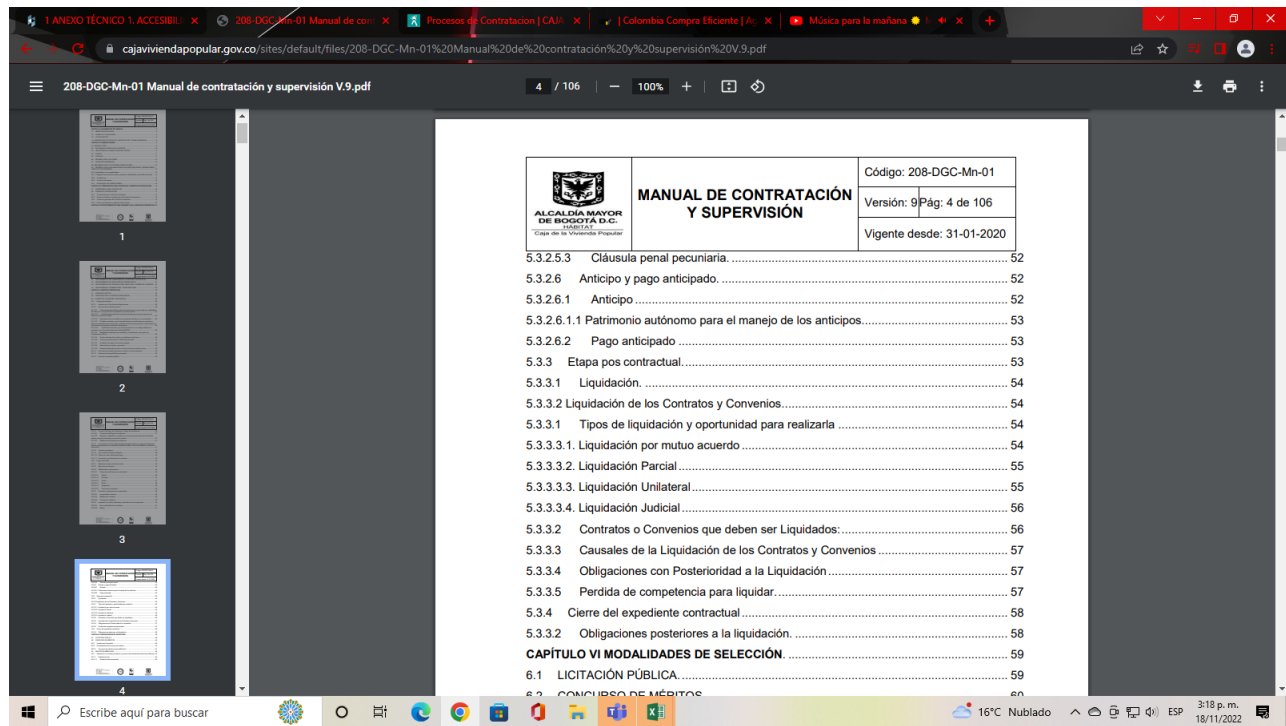 1 ANEXO TÉCNICO 1. ACCESIBIL
208-DGC-Mn-01 Manual de con
Procesos de Contratacion | CAJA
| Colombia Compra Eficiente | Ag
Música para la mañana
cajaviviendapopular.gov.co/sites/default/files/208-DGC-Mn-01%20Manual%20de%20contratación%20y%20supervisión%20V.9.pdf
208-DGC-Mn-01 Manual de contratación y supervisión V.9.pdf
4 / 106
100%
1
2
3
4
ALCALDÍA MAYOR
DE BOGOTÁ D.C.
HÁBITAT
Caja de la Vivienda Popular
MANUAL DE CONTRATACIÓN
Y SUPERVISIÓN
Código: 208-DGC-Mn-01
Versión: 9 Pág: 4 de 106
Vigente desde: 31-01-2020
5.3.2.5.3 Cláusula penal pecuniaria. 52
5.3.2.6 Anticipo y pago anticipado. 52
5.3.2.6.1 Anticipo 52
5.3.2.6.1.1 Patrimonio autónomo para el manejo de los anticipos 53
5.3.2.6.2 Pago anticipado 53
5.3.3 Etapa pos contractual. 53
5.3.3.1 Liquidación. 54
5.3.3.2 Liquidación de los Contratos y Convenios 54
5.3.3.1 Tipos de liquidación y oportunidad para realizarla 54
5.3.3.3.1. Liquidación por mutuo acuerdo 54
5.3.3.3.2. Liquidación Parcial 55
5.3.3.3.3. Liquidación Unilateral 55
5.3.3.3.4. Liquidación Judicial 56
5.3.3.2 Contratos o Convenios que deben ser Liquidados: 56
5.3.3.3 Causales de la Liquidación de los Contratos y Convenios 57
5.3.3.4 Obligaciones con Posterioridad a la Liquidación 57
5.3.3.5 Pérdida de competencia para liquidar. 57
5.3.4 Cierre del expediente contractual 58
5.3.2.2 Obligaciones posteriores a la liquidación. 58
CAPITULO VI MODALIDADES DE SELECCIÓN. 59
6.1 LICITACIÓN PÚBLICA 59
6.2 CONCURSO DE MÉRITOS 60
Escribe aquí para buscar
16°C Nublado
ESP
3:18 p. m.
18/11/2022